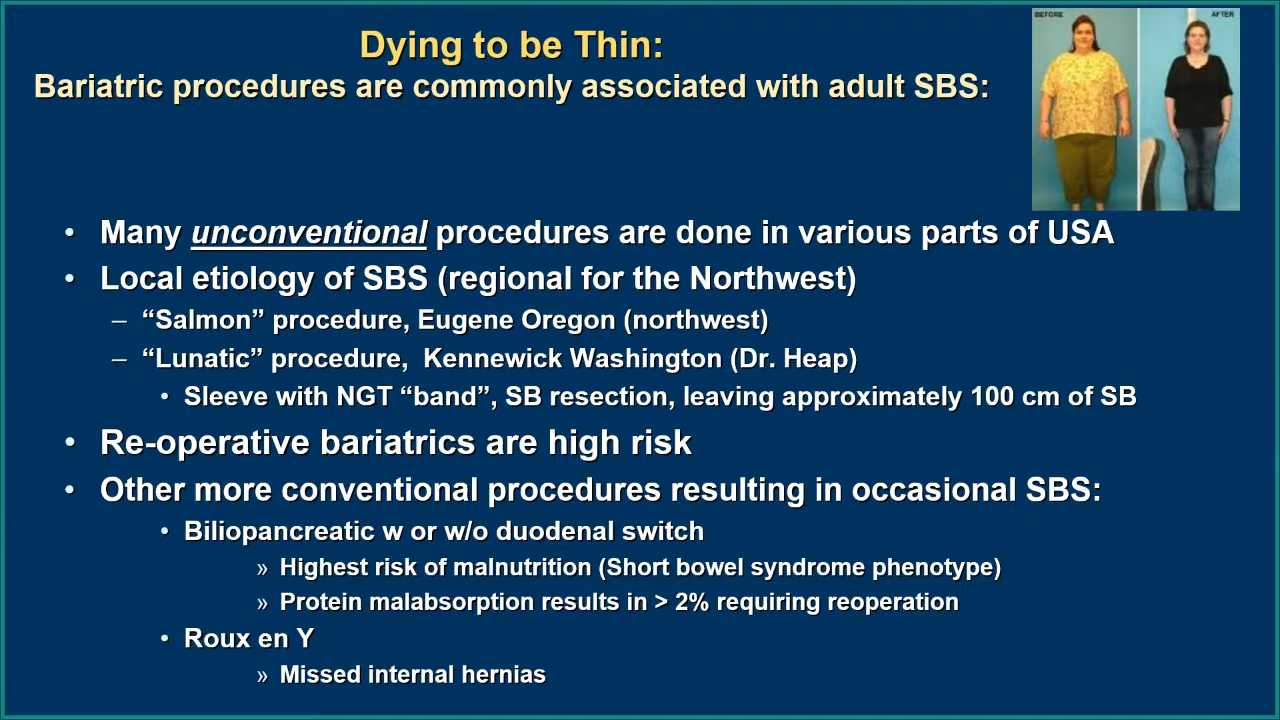 Dying to be Thin:
Bariatric procedures are commonly associated with adult SBS:
BEFORE
AFTER
• Many unconventional procedures are done in various parts of USA
• Local etiology of SBS (regional for the Northwest)
– “Salmon” procedure, Eugene Oregon (northwest)
– “Lunatic” procedure,  Kennewick Washington (Dr. Heap)
• Sleeve with NGT “band”, SB resection, leaving approximately 100 cm of SB
• Re-operative bariatrics are high risk
• Other more conventional procedures resulting in occasional SBS:
• Biliopancreatic w or w/o duodenal switch
» Highest risk of malnutrition (Short bowel syndrome phenotype)
» Protein malabsorption results in > 2% requiring reoperation
• Roux en Y
» Missed internal hernias